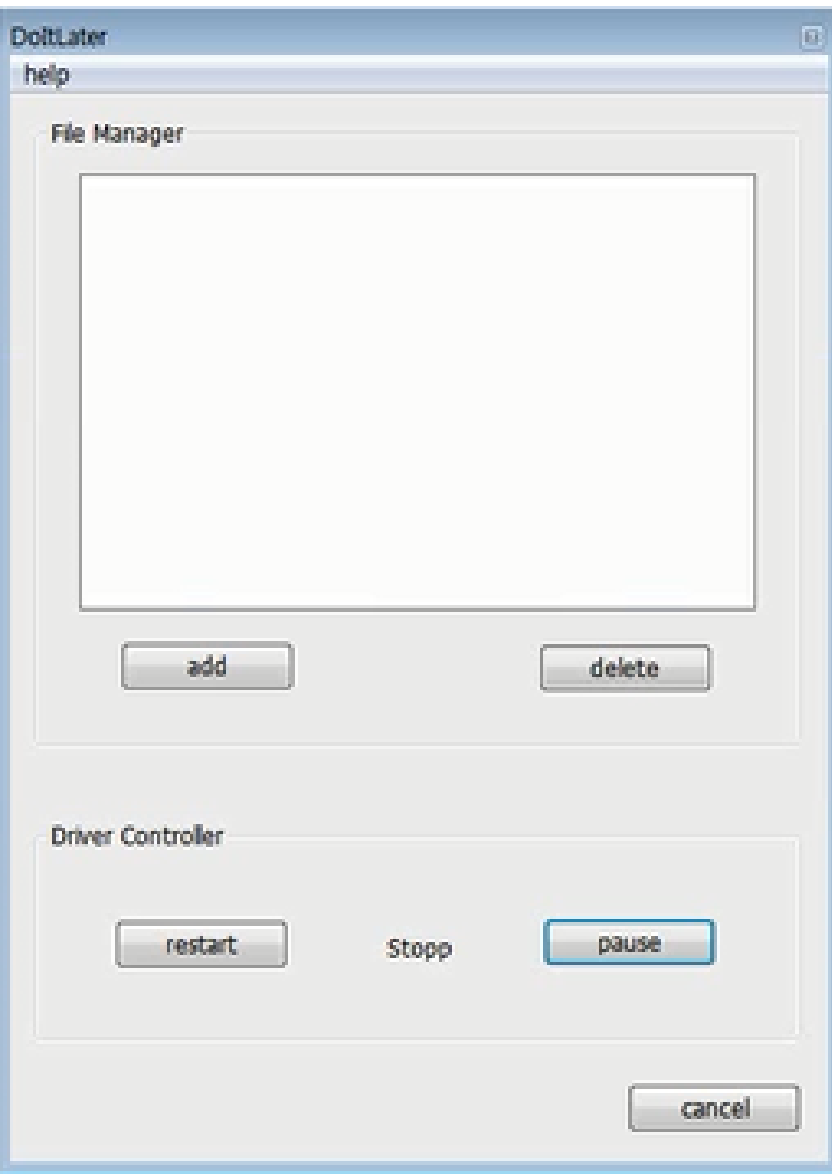 DoItLater
help
File Manager
add
delete
Driver Controller
restart
Stopp
pause
cancel